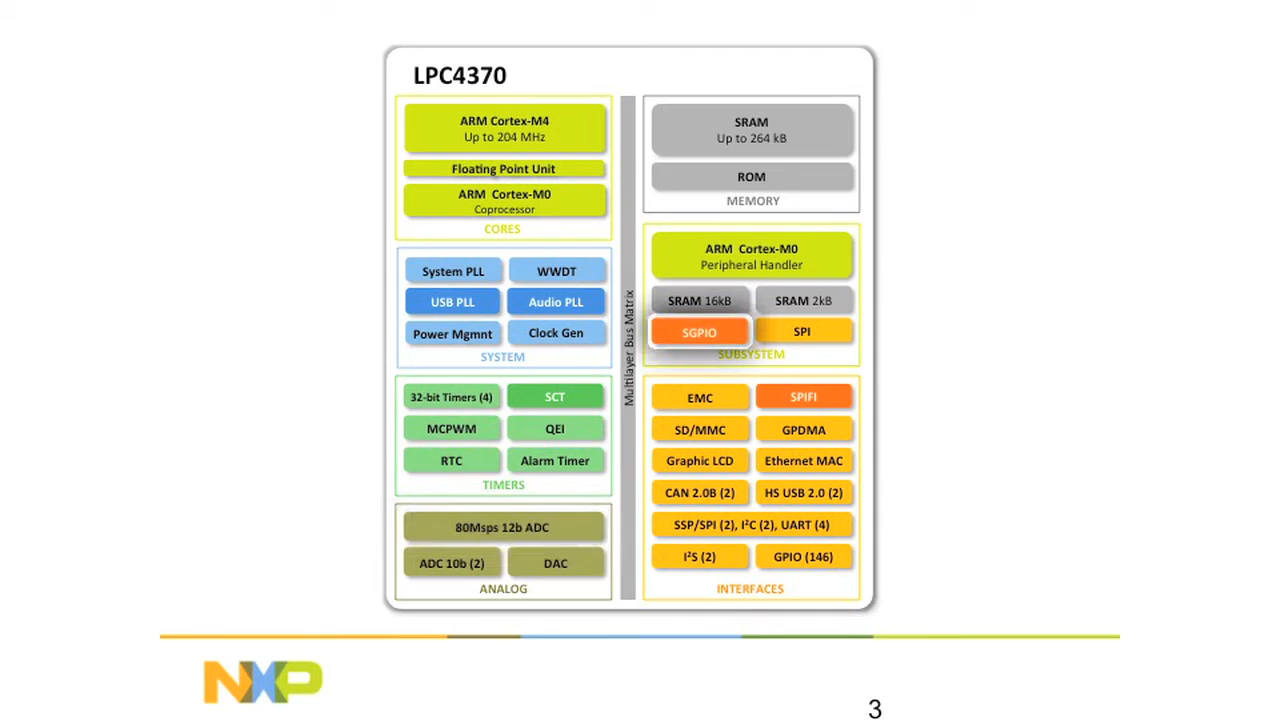 LPC4370
ARM Cortex-M4
Up to 204 MHz
Floating Point Unit
ARM Cortex-M0
Coprocessor
CORES
System PLL
WWDT
USB PLL
Audio PLL
Power Mgmnt
Clock Gen
SYSTEM
32-bit Timers (4)
SCT
MCPWM
QEI
RTC
Alarm Timer
TIMERS
80Msps 12b ADC
ADC 10b (2)
DAC
ANALOG
Multilayer Bus Matrix
SRAM
Up to 264 kB
ROM
MEMORY
ARM Cortex-M0
Peripheral Handler
SRAM 16kB
SRAM 2kB
SGPIO
SPI
SUBSYSTEM
EMC
SPIFI
SD/MMC
GPDMA
Graphic LCD
Ethernet MAC
CAN 2.0B (2)
HS USB 2.0 (2)
SSP/SPI (2), I²C (2), UART (4)
I²S (2)
GPIO (146)
INTERFACES
NXP
3